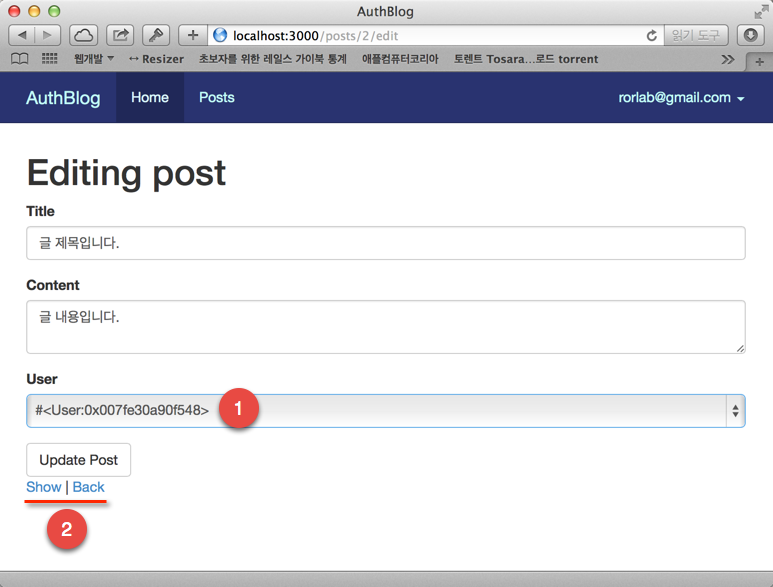 AuthBlog
localhost:3000/posts/2/edit
읽기 도구
웹개발
↔ Resizer
초보자를 위한 레일스 가이북 통계
애플컴퓨터코리아
토렌트 Tosara...로드 torrent
AuthBlog
Home
Posts
rorlab@gmail.com
Editing post
Title
글 제목입니다.
Content
글 내용입니다.
User
#<User:0x007fe30a90f548>
1
Update Post
Show | Back
2